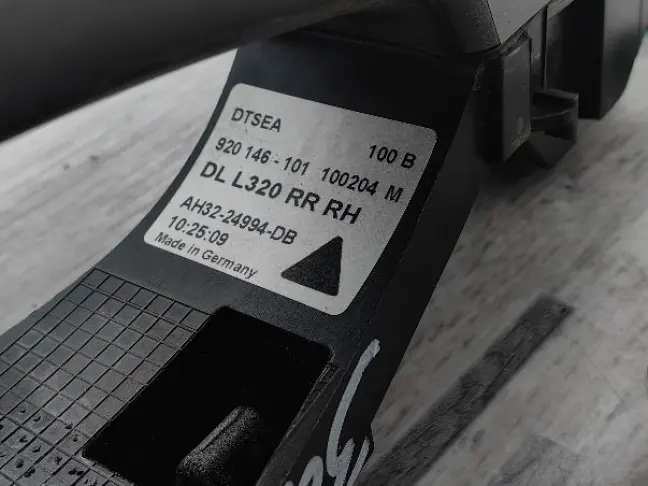 DTSEA 100 B
920 146-101 100204 M
DL L320 RR RH
AH32-24994-DB
10:25:09
Made in Germany